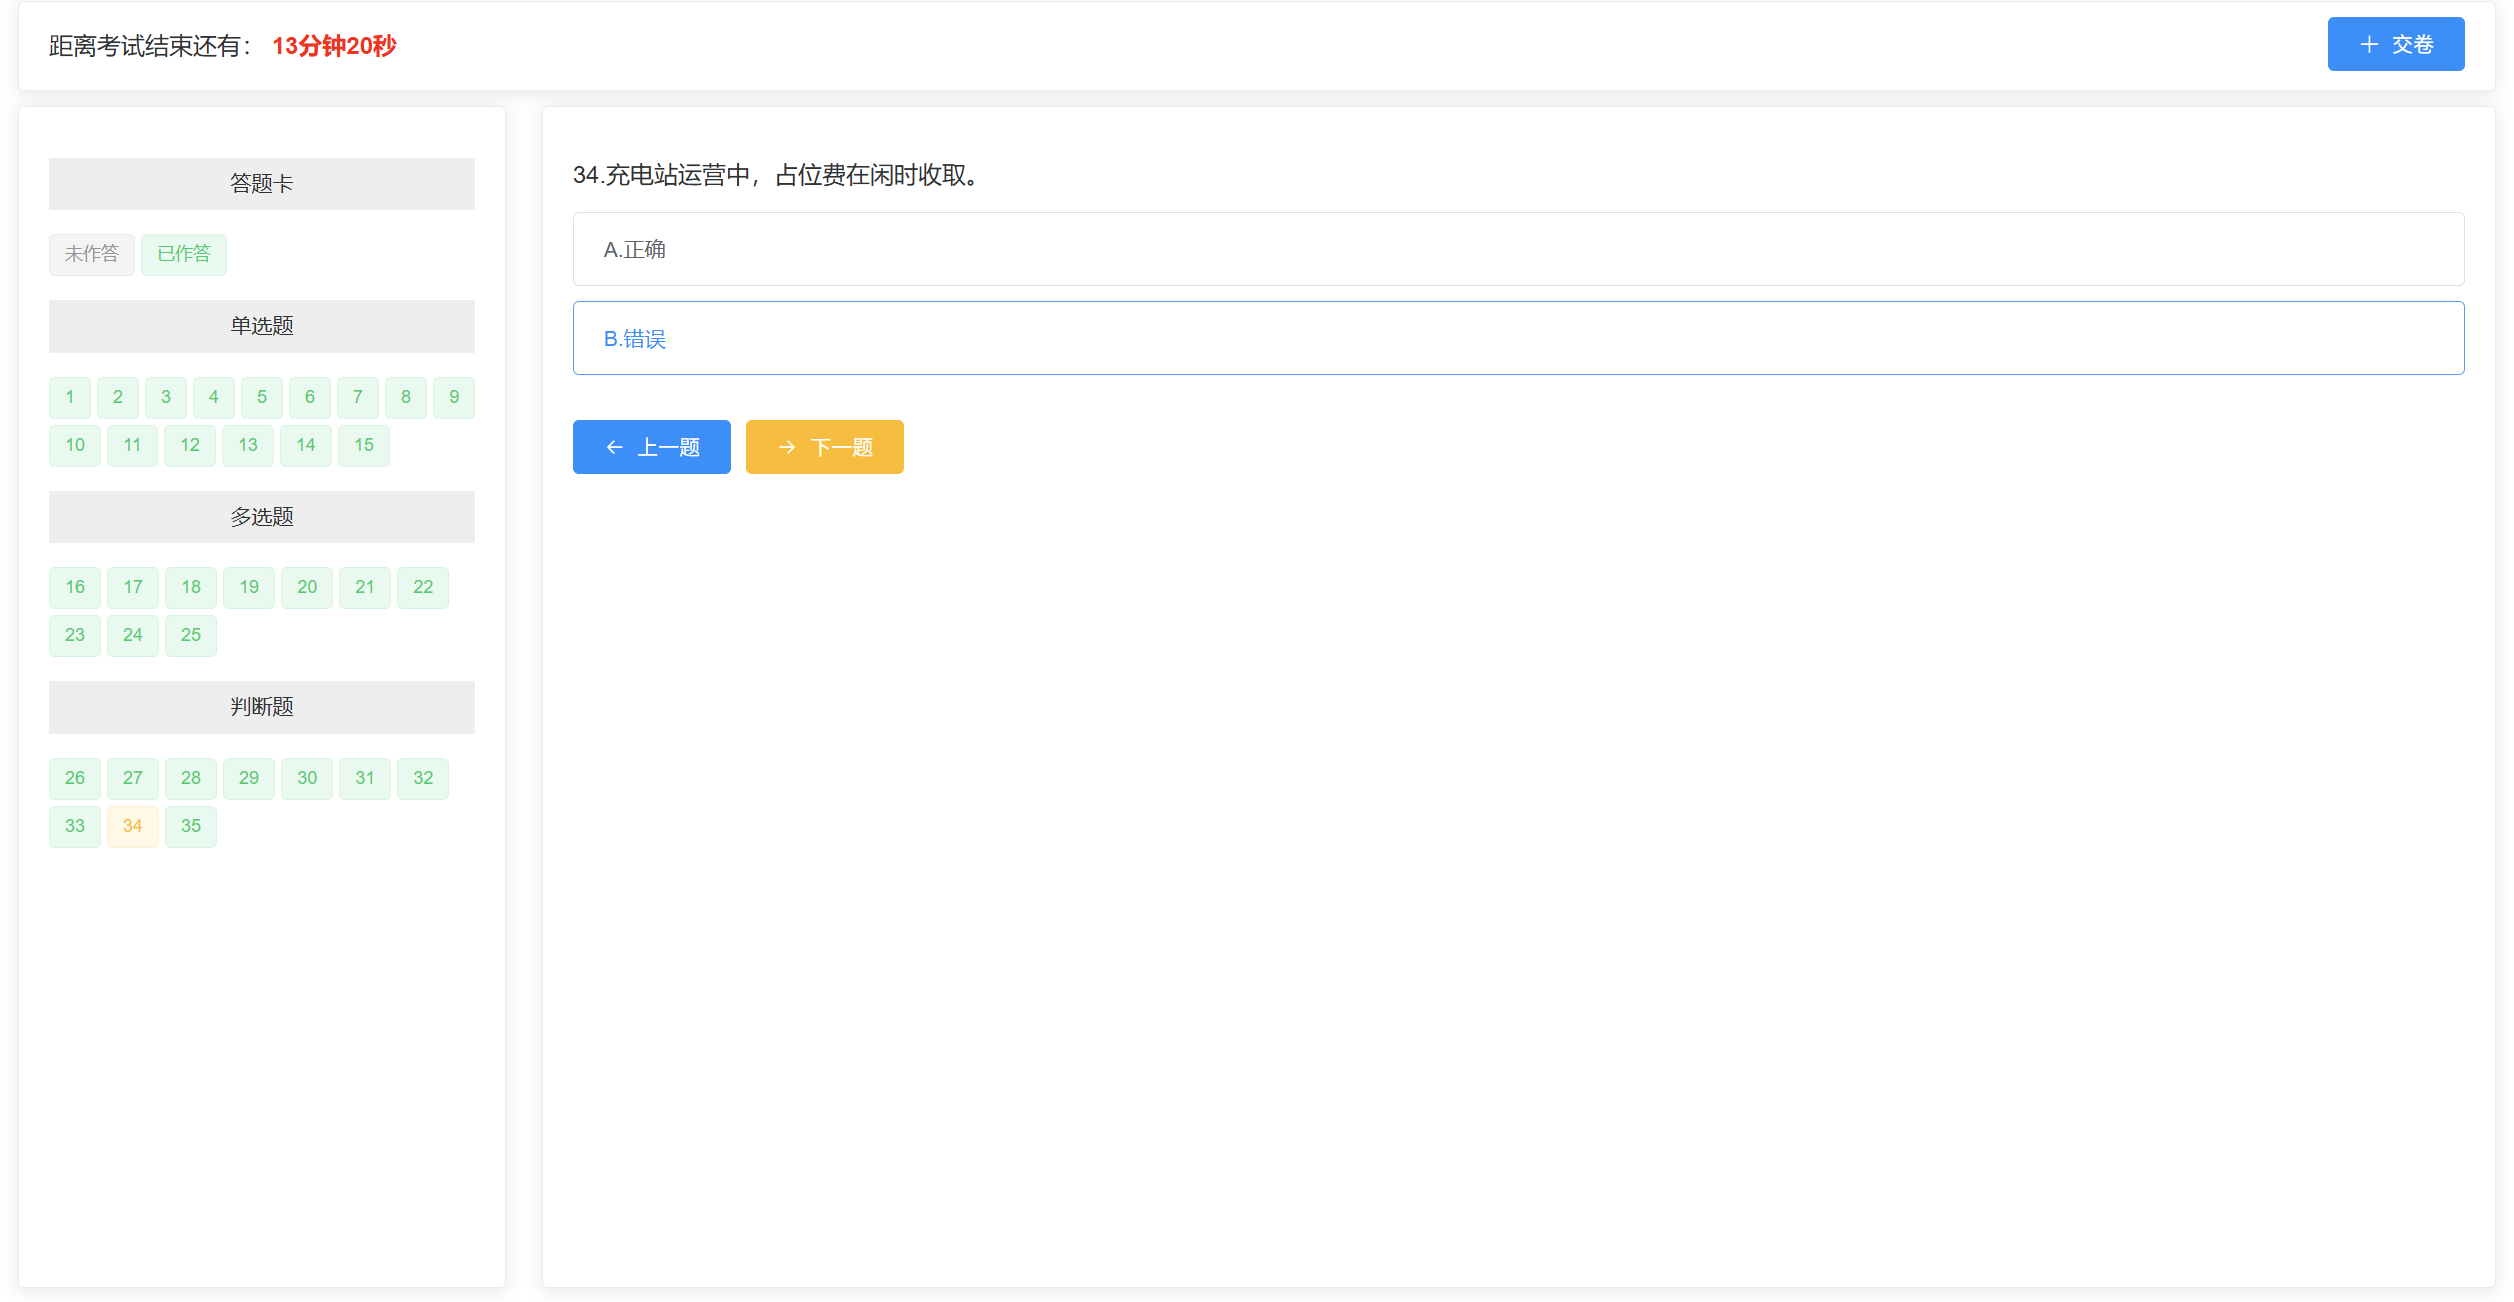 距离考试结束还有： 13分钟20秒
交卷
答题卡
未作答 已作答
单选题
1 2 3 4 5 6 7 8 9
10 11 12 13 14 15
多选题
16 17 18 19 20 21 22
23 24 25
判断题
26 27 28 29 30 31 32
33 34 35
34.充电站运营中，占位费在闲时收取。
A.正确
B.错误
上一题 下一题